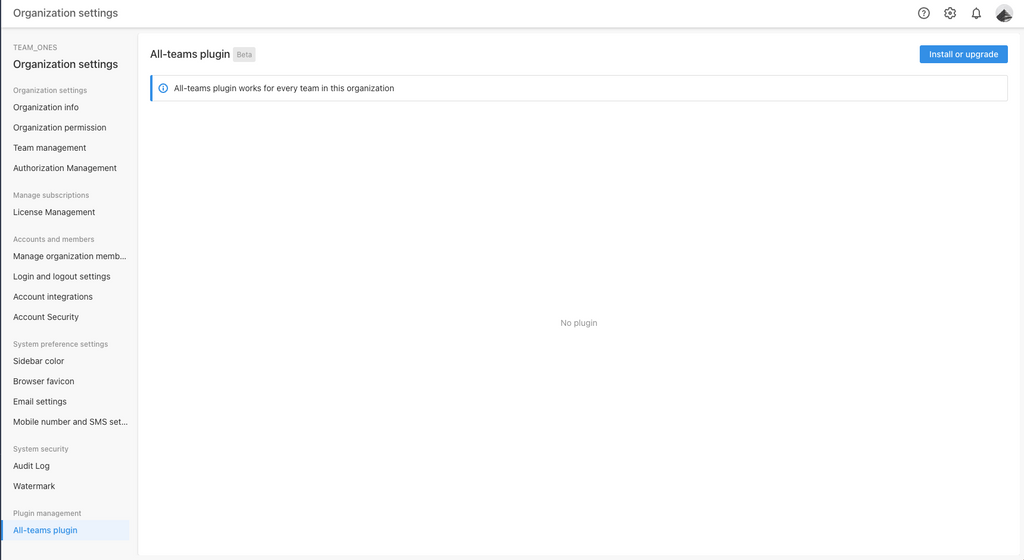 Organization settings
TEAM_ONES
Organization settings
Organization settings
Organization info
Organization permission
Team management
Authorization Management
Manage subscriptions
License Management
Accounts and members
Manage organization memb...
Login and logout settings
Account integrations
Account Security
System preference settings
Sidebar color
Browser favicon
Email settings
Mobile number and SMS set...
System security
Audit Log
Watermark
Plugin management
All-teams plugin
All-teams plugin Beta
Install or upgrade
All-teams plugin works for every team in this organization
No plugin